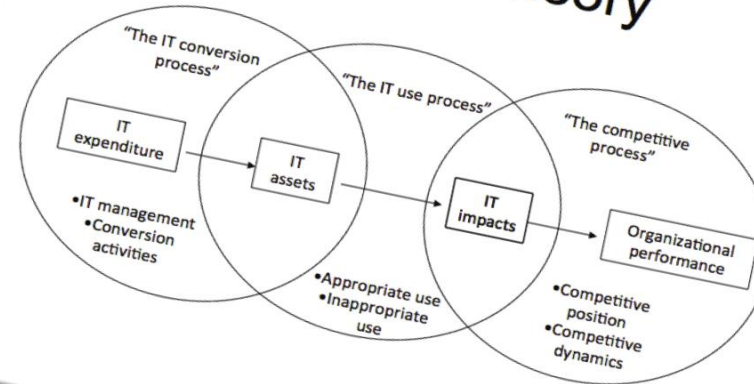 "The IT conversion
process"
"The IT use process"
"The competitive
process"
IT
expenditure
IT
assets
IT
impacts
Organizational
performance
•IT management
•Conversion
activities
•Appropriate use
•Inappropriate
use
•Competitive
position
•Competitive
dynamics